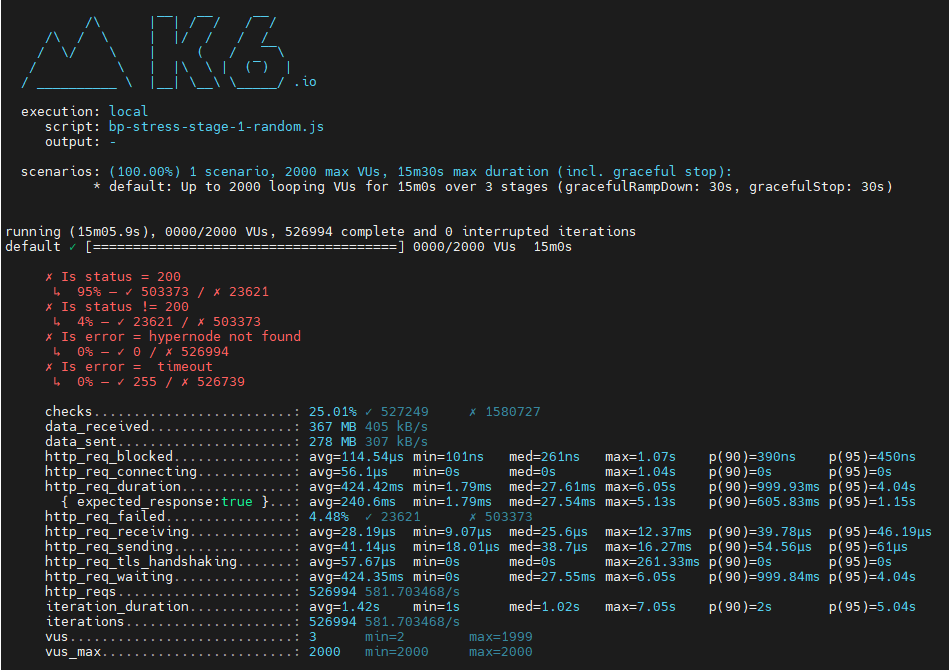 /\      |‾‾| /‾‾/   /‾‾/
     /\  /  \     |  |/  /   /  /
    /  \/    \    |     (   /   ‾‾\
   /          \   |  |\  \ |  (‾)  |
  / __________ \  |__| \__\ \_____/ .io
execution: local
script: bp-stress-stage-1-random.js
output: -
scenarios: (100.00%) 1 scenario, 2000 max VUs, 15m30s max duration (incl. graceful stop):
* default: Up to 2000 looping VUs for 15m0s over 3 stages (gracefulRampDown: 30s, gracefulStop: 30s)
running (15m05.9s), 0000/2000 VUs, 526994 complete and 0 interrupted iterations
default ✓ [======================================] 0000/2000 VUs  15m0s
✗ Is status = 200
↳  95% — ✓ 503373 / ✗ 23621
✗ Is status != 200
↳  4% — ✓ 23621 / ✗ 503373
✗ Is error = hypernode not found
↳  0% — ✓ 0 / ✗ 526994
✗ Is error =  timeout
↳  0% — ✓ 255 / ✗ 526739
checks.........................: 25.01% ✓ 527249     ✗ 1580727
data_received..................: 367 MB 405 kB/s
data_sent......................: 278 MB 307 kB/s
http_req_blocked...............: avg=114.54µs min=101ns   med=261ns   max=1.07s    p(90)=390ns    p(95)=450ns
http_req_connecting............: avg=56.1µs   min=0s      med=0s      max=1.04s    p(90)=0s       p(95)=0s
http_req_duration..............: avg=424.42ms min=1.79ms  med=27.61ms max=6.05s    p(90)=999.93ms p(95)=4.04s
{ expected_response:true }...: avg=240.6ms  min=1.79ms  med=27.54ms max=5.13s    p(90)=605.83ms p(95)=1.15s
http_req_failed................: 4.48%  ✓ 23621      ✗ 503373
http_req_receiving.............: avg=28.19µs  min=9.07µs  med=25.6µs  max=12.37ms  p(90)=39.78µs  p(95)=46.19µs
http_req_sending...............: avg=41.14µs  min=18.01µs med=38.7µs  max=16.27ms  p(90)=54.56µs  p(95)=61µs
http_req_tls_handshaking.......: avg=57.67µs  min=0s      med=0s      max=261.33ms p(90)=0s       p(95)=0s
http_req_waiting...............: avg=424.35ms min=0s      med=27.55ms max=6.05s    p(90)=999.84ms p(95)=4.04s
http_reqs......................: 526994 581.703468/s
iteration_duration.............: avg=1.42s    min=1s      med=1.02s   max=7.05s    p(90)=2s       p(95)=5.04s
iterations.....................: 526994 581.703468/s
vus............................: 3      min=2        max=1999
vus_max........................: 2000   min=2000     max=2000